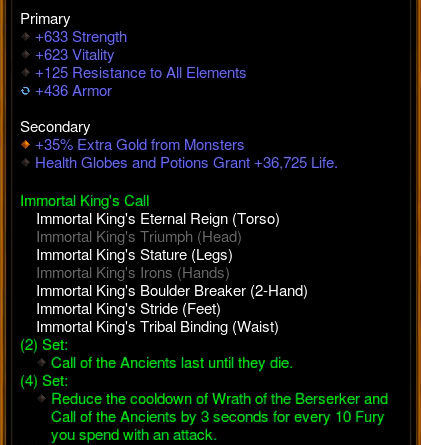 Primary
+633 Strength
+623 Vitality
+125 Resistance to All Elements
+436 Armor
Secondary
+35% Extra Gold from Monsters
Health Globes and Potions Grant +36,725 Life.
Immortal King's Call
Immortal King's Eternal Reign (Torso)
Immortal King's Triumph (Head)
Immortal King's Stature (Legs)
Immortal King's Irons (Hands)
Immortal King's Boulder Breaker (2-Hand)
Immortal King's Stride (Feet)
Immortal King's Tribal Binding (Waist)
(2) Set:
Call of the Ancients last until they die.
(4) Set:
Reduce the cooldown of Wrath of the Berserker and
Call of the Ancients by 3 seconds for every 10 Fury
you spend with an attack.